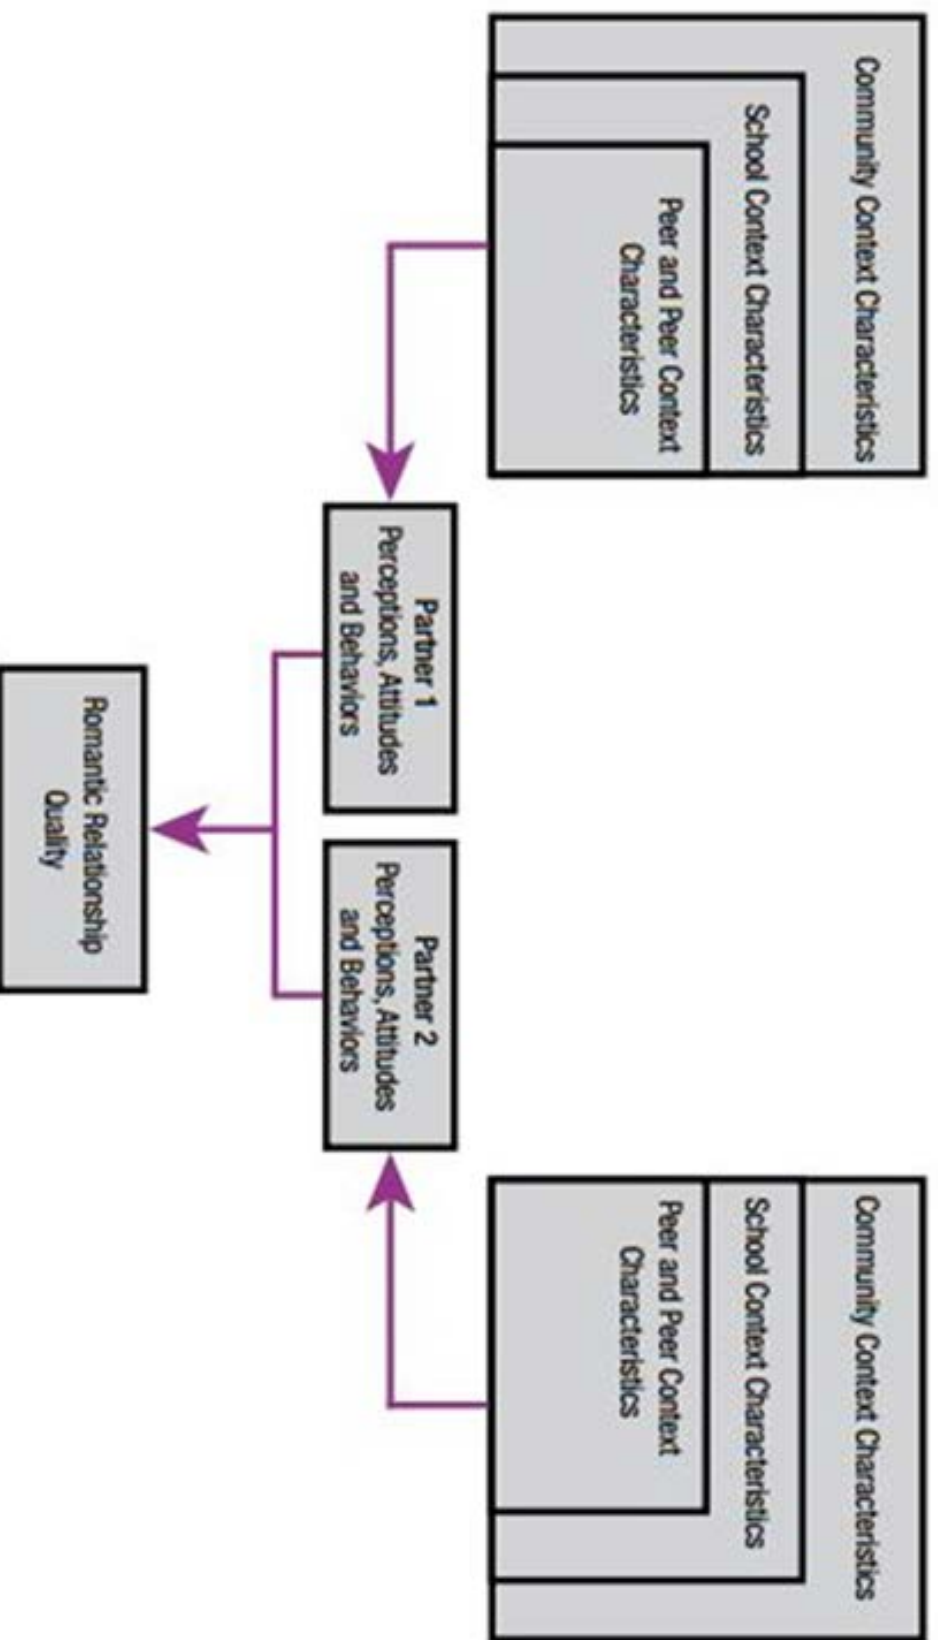 Community Context Characteristics
School Context Characteristics
Peer and Peer Context
Characteristics
Community Context Characteristics
School Context Characteristics
Peer and Peer Context
Characteristics
Partner 1
Perceptions, Attitudes
and Behaviors
Partner 2
Perceptions, Attitudes
and Behaviors
Romantic Relationship
Quality